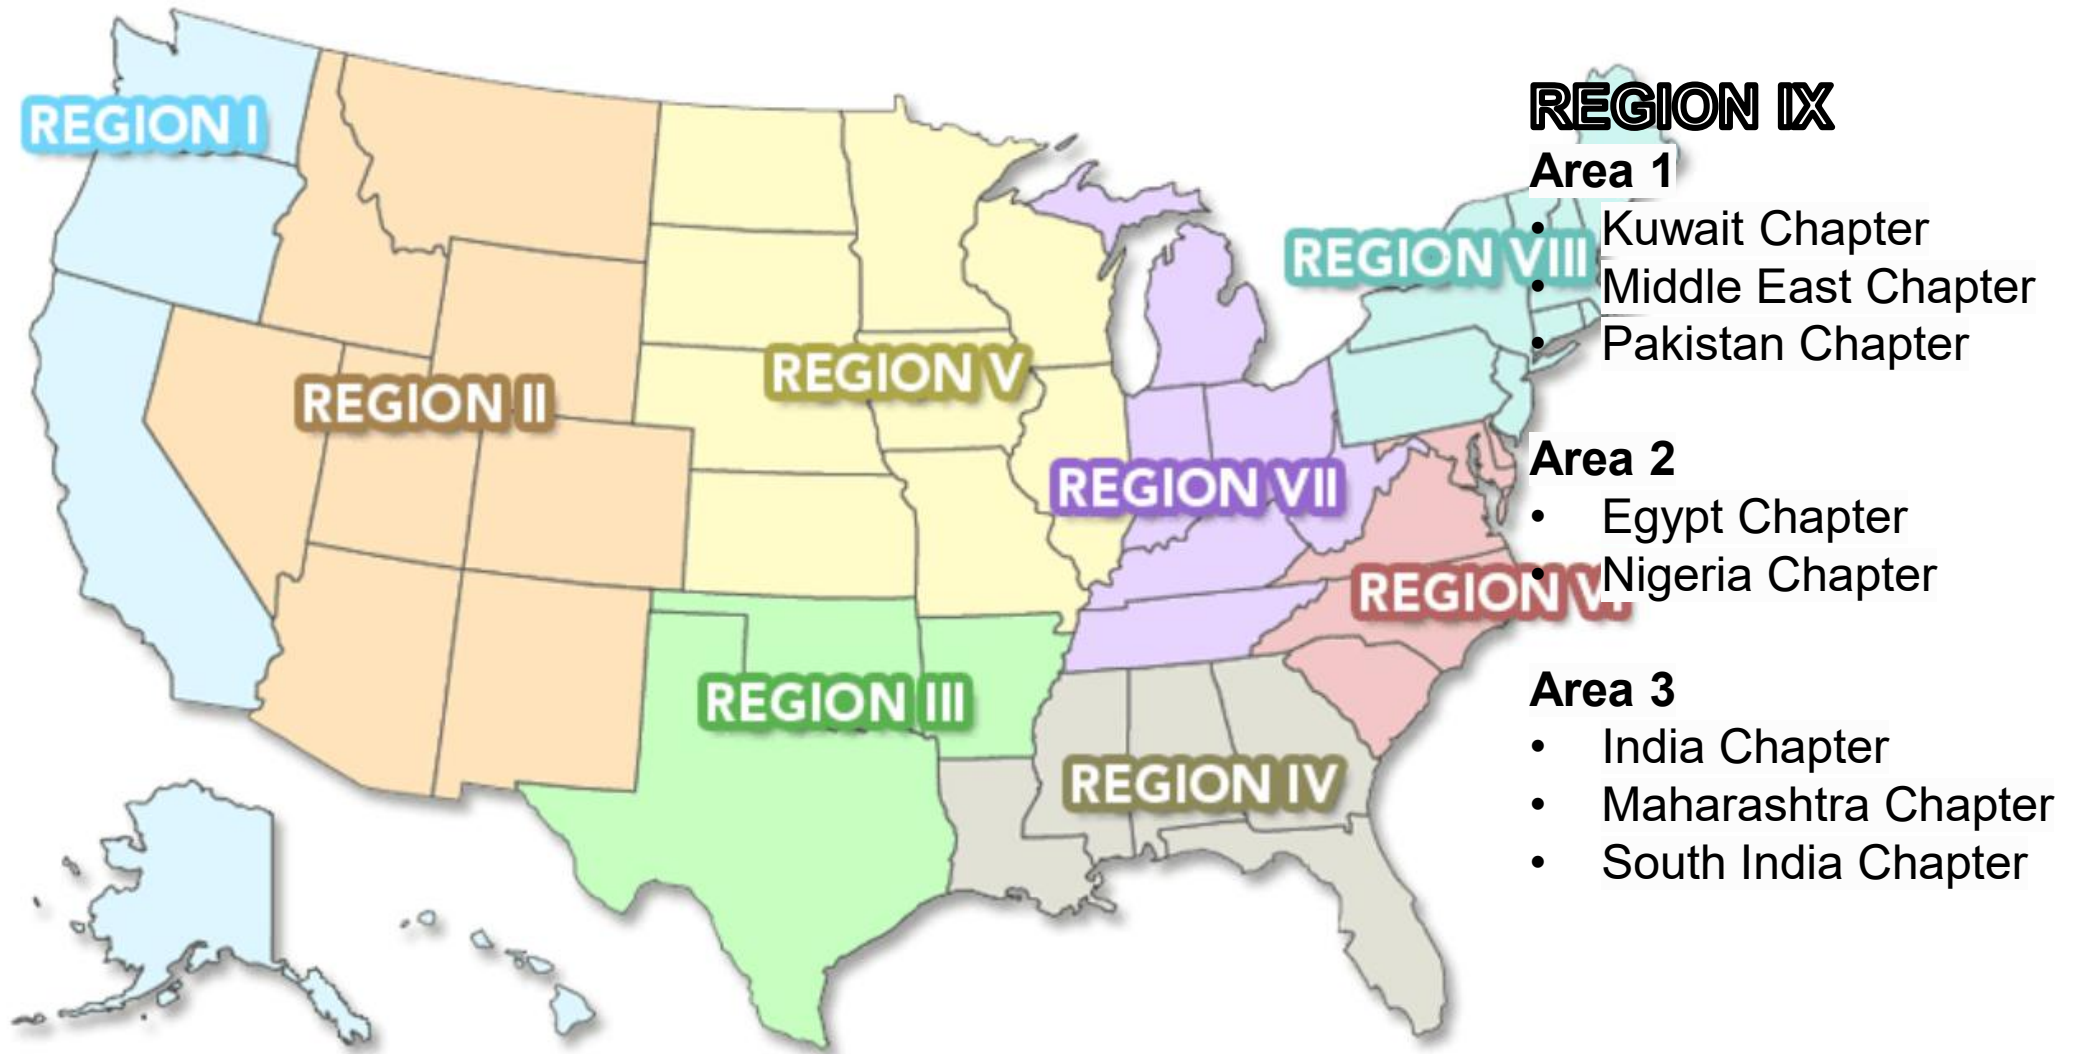 REGION I
REGION II
REGION V
REGION VII
REGION VIII
REGION VI
REGION III
REGION IV
REGION IX
Area 1
• Kuwait Chapter
• Middle East Chapter
• Pakistan Chapter
Area 2
• Egypt Chapter
• Nigeria Chapter
Area 3
• India Chapter
• Maharashtra Chapter
• South India Chapter